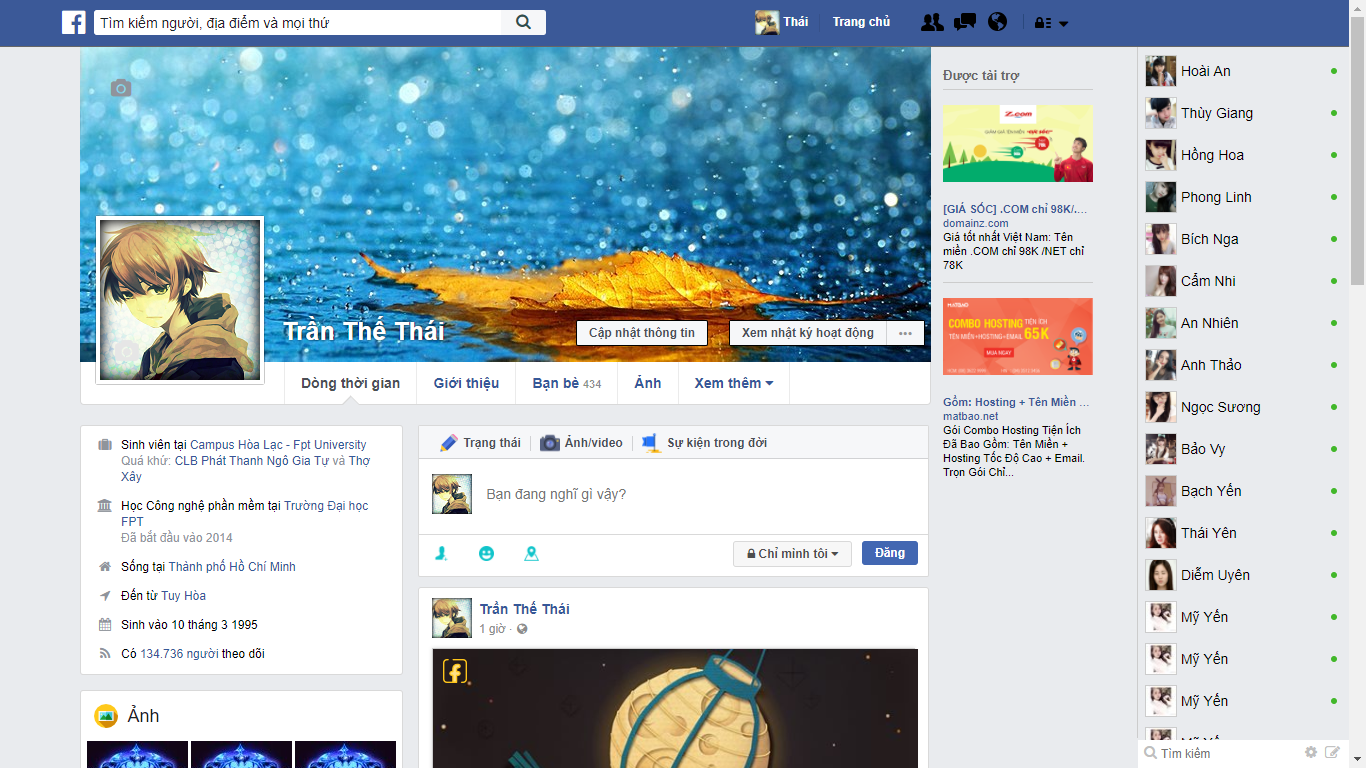 Tìm kiếm người, địa điểm và mọi thứ
Thái
Trang chủ
Trần Thế Thái
Cập nhật thông tin
Xem nhật ký hoạt động
Dòng thời gian
Giới thiệu
Bạn bè 434
Ảnh
Xem thêm
Sinh viên tại Campus Hòa Lạc - Fpt University
Quá khứ: CLB Phát Thanh Ngô Gia Tự và Thợ
Xây
Học Công nghệ phần mềm tại Trường Đại học
FPT
Đã bắt đầu vào 2014
Sống tại Thành phố Hồ Chí Minh
Đến từ Tuy Hòa
Sinh vào 10 tháng 3 1995
Có 134.736 người theo dõi
Ảnh
Trạng thái
Ảnh/video
Sự kiện trong đời
Bạn đang nghĩ gì vậy?
Chỉ mình tôi
Đăng
Trần Thế Thái
1 giờ ·
Được tài trợ
Z.com
[GIÁ SỐC] .COM chỉ 98K/....
domainz.com
Giá tốt nhất Việt Nam: Tên
miền .COM chỉ 98K /NET chỉ
78K
COMBO HOSTING TIỆN ÍCH
65K
TÊN MIỀN+HOSTING+EMAIL
MUA NGAY
Gồm: Hosting + Tên Miền ...
matbao.net
Gói Combo Hosting Tiện Ích
Đã Bao Gồm: Tên Miền +
Hosting Tốc Độ Cao + Email.
Trọn Gói Chỉ...
Hoài An
Thùy Giang
Hồng Hoa
Phong Linh
Bích Nga
Cẩm Nhi
An Nhiên
Anh Thảo
Ngọc Sương
Bảo Vy
Bạch Yến
Thái Yên
Diễm Uyên
Mỹ Yến
Mỹ Yến
Mỹ Yến
Tìm kiếm